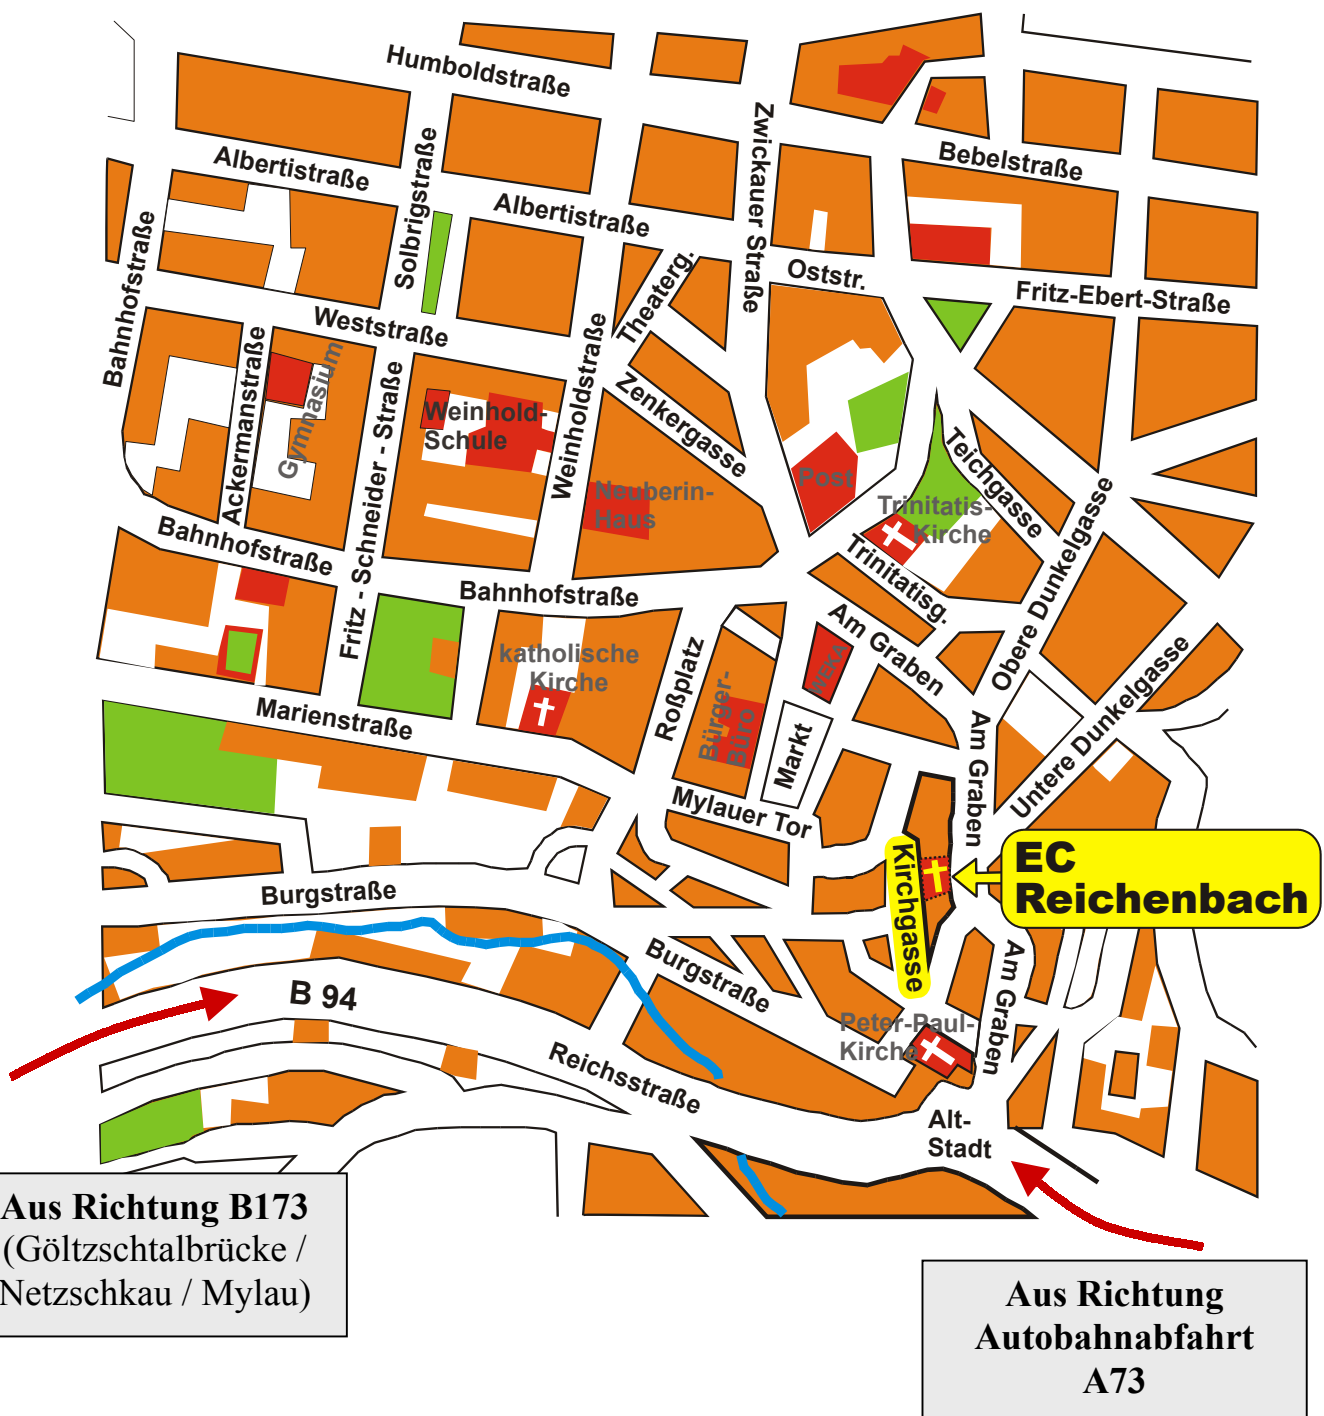 Humboldstraße
Zwickauer Straße
Bebelstraße
Albertistraße
Solbrigstraße
Albertistraße
Bahnhofstraße
Theaterg.
Oststr.
Fritz-Ebert-Straße
Weststraße
Ackermanstraße
Gymnasium
Fritz - Schneider - Straße
Weinhold-
Schule
Weinholdstraße
Zenkergasse
Neuberin-
Haus
Post
Teichgasse
Trinitatis-
Kirche
Obere Dunkelgasse
Trinitatisg.
Bahnhofstraße
Bahnhofstraße
Am Graben
katholische
Kirche
Roßplatz
WEKA
Bürger-
Büro
Markt
Marienstraße
Am Graben
Untere Dunkelgasse
Mylauer Tor
Kirchgasse
EC
Reichenbach
Burgstraße
Burgstraße
Am Graben
B 94
Peter-Paul-
Kirche
Reichsstraße
Alt-
Stadt
Aus Richtung B173
(Göltzschtalbrücke /
Netzschkau / Mylau)
Aus Richtung
Autobahnabfahrt
A73